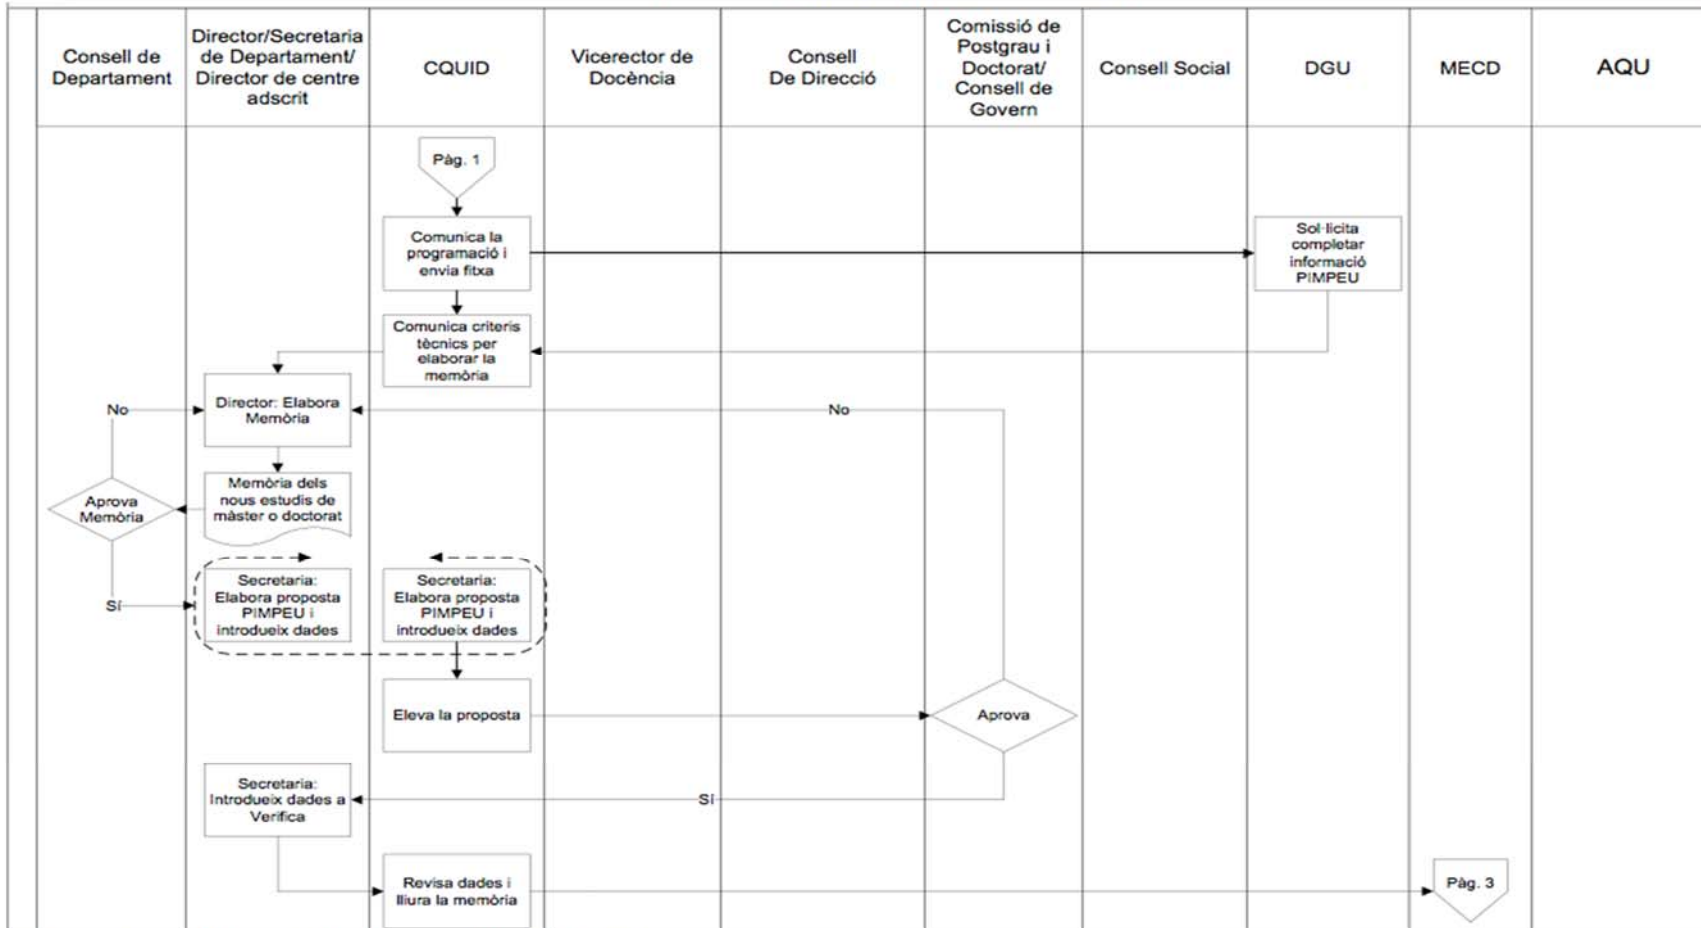 Consell de
Departament
Director/Secretaria
de Departament/
Director de centre
adscrit
CQUID
Vicerector de
Docència
Consell
De Direcció
Comissió de
Postgrau i
Doctorat/
Consell de
Govern
Consell Social
DGU
MECD
AQU
Pàg. 1
Comunica la
programació i
envia fitxa
Sol·licita
completar
informació
PIMPEU
Comunica criteris
tècnics per
elaborar la
memòria
No
Director: Elabora
Memòria
No
Aprova
Memòria
Memòria dels
nous estudis de
màster o doctorat
Sí
Secretaria:
Elabora proposta
PIMPEU i
introdueix dades
Secretaria:
Elabora proposta
PIMPEU i
introdueix dades
Eleva la proposta
Aprova
Secretaria:
Introdueix dades a
Verifica
Sí
Revisa dades i
lliura la memòria
Pàg. 3